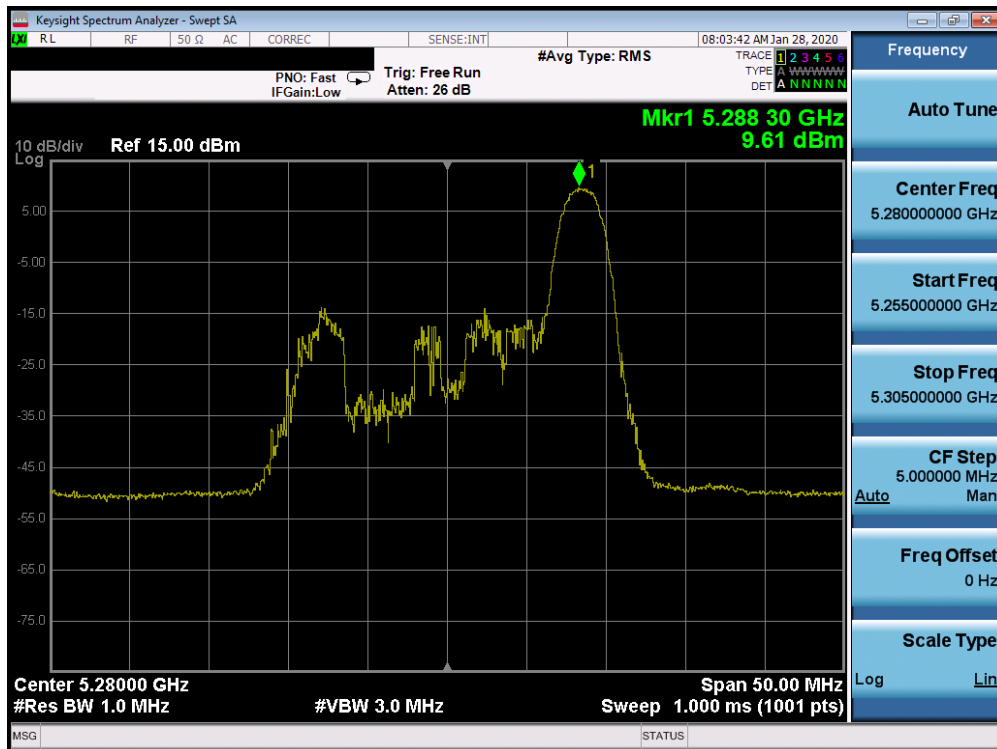 Keysight Spectrum Analyzer - Swept SA
LXI RL RF 50 Ω AC CORREC SENSE:INT 08:03:42 AM Jan 28, 2020
#Avg Type: RMS
TRACE 1 2 3 4 5 6
PNO: Fast Trig: Free Run
TYPE A WWWWW
IFGain:Low Atten: 26 dB
DET A N N N N N
Mkr1 5.288 30 GHz
9.61 dBm
10 dB/div Ref 15.00 dBm
Log
1
5.00
-5.00
-15.0
-25.0
-35.0
-45.0
-55.0
-65.0
-75.0
Center 5.28000 GHz Span 50.00 MHz
#Res BW 1.0 MHz #VBW 3.0 MHz Sweep 1.000 ms (1001 pts)
MSG STATUS
Frequency
Auto Tune
Center Freq
5.280000000 GHz
Start Freq
5.255000000 GHz
Stop Freq
5.305000000 GHz
CF Step
5.000000 MHz
Auto Man
Freq Offset
0 Hz
Scale Type
Log Lin